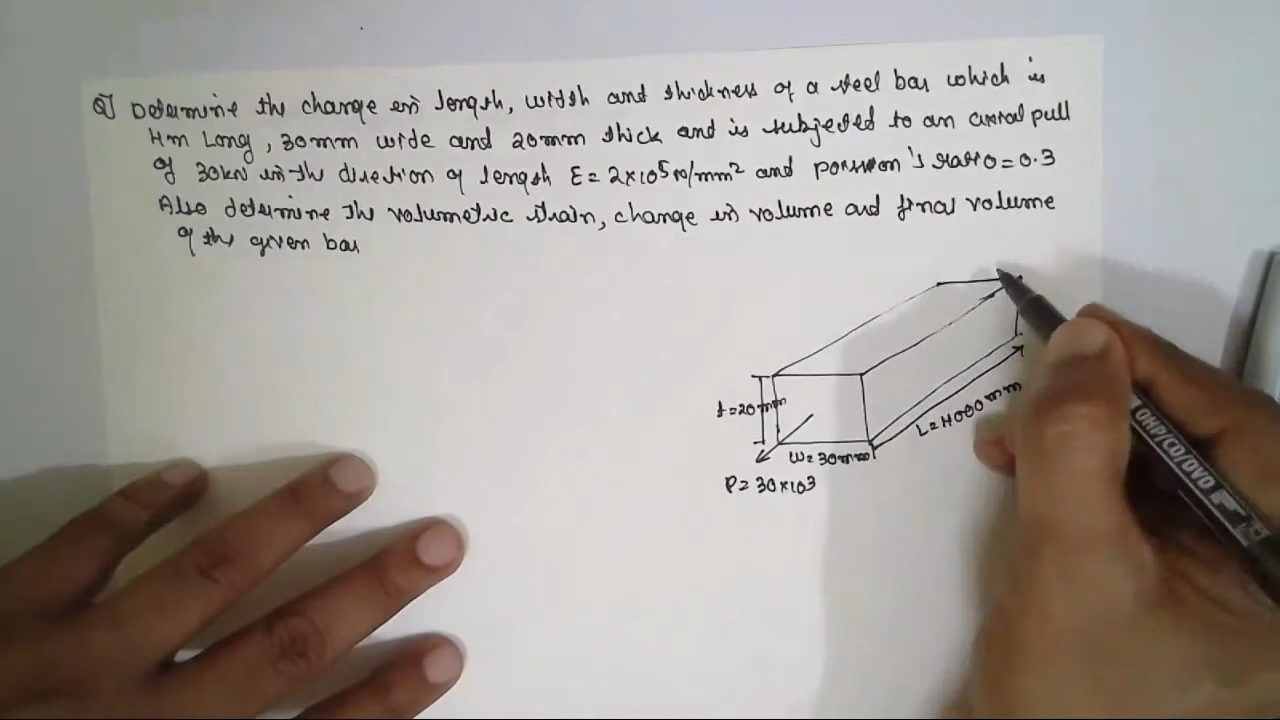 Q] Determine the change in length, width and thickness of a steel bar which is
4m Long, 30mm wide and 20mm thick and is subjected to an axial pull
of 30kN in the direction of length E = 2×10⁵ N/mm² and poisson's ratio = 0.3
Also determine the volumetric strain, change in volume and final volume
of the given bar
t = 20mm
W = 30mm
L = 4000mm
P = 30×10³
OHP/CD/DVD F